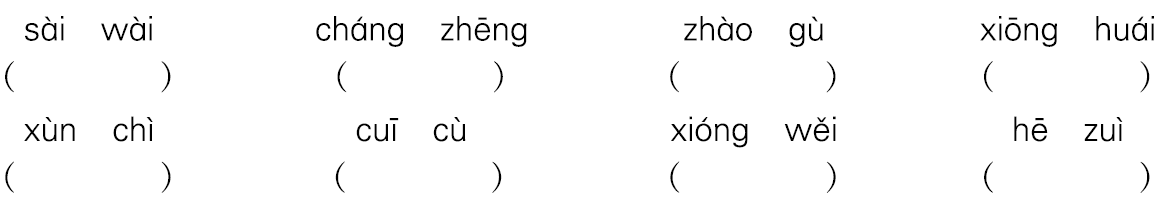 sài wài cháng zhēng zhào gù xiōng huái
( ) ( ) ( ) ( )
xùn chì cuī cù xióng wěi hē zuì
( ) ( ) ( ) ( )